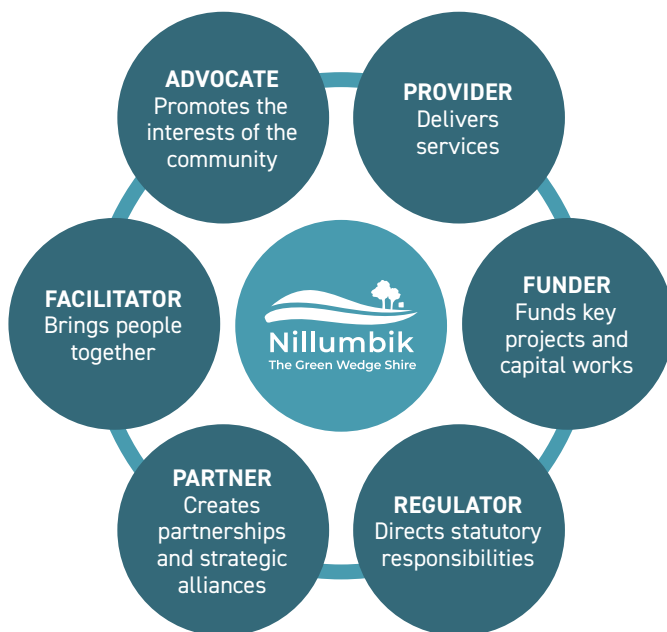 ADVOCATE
Promotes the
interests of the
community
PROVIDER
Delivers
services
FACILITATOR
Brings people
together
Nillumbik
The Green Wedge Shire
FUNDER
Funds key
projects and
capital works
PARTNER
Creates
partnerships
and strategic
alliances
REGULATOR
Directs statutory
responsibilities